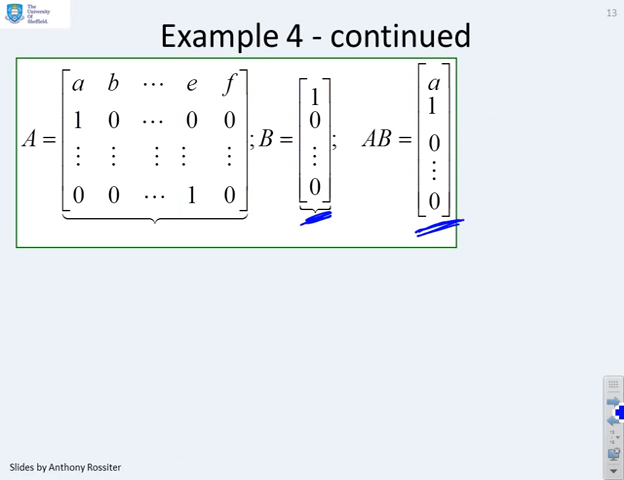 The University Of Sheffield.
13
Example 4 - continued
A = [a b ⋯ e f; 1 0 ⋯ 0 0; ⋮ ⋮ ⋮ ⋮ ⋮; 0 0 ⋯ 1 0]; B = [1 0 ⋮ 0]; AB = [a 1 0 ⋮ 0]
Slides by Anthony Rossiter